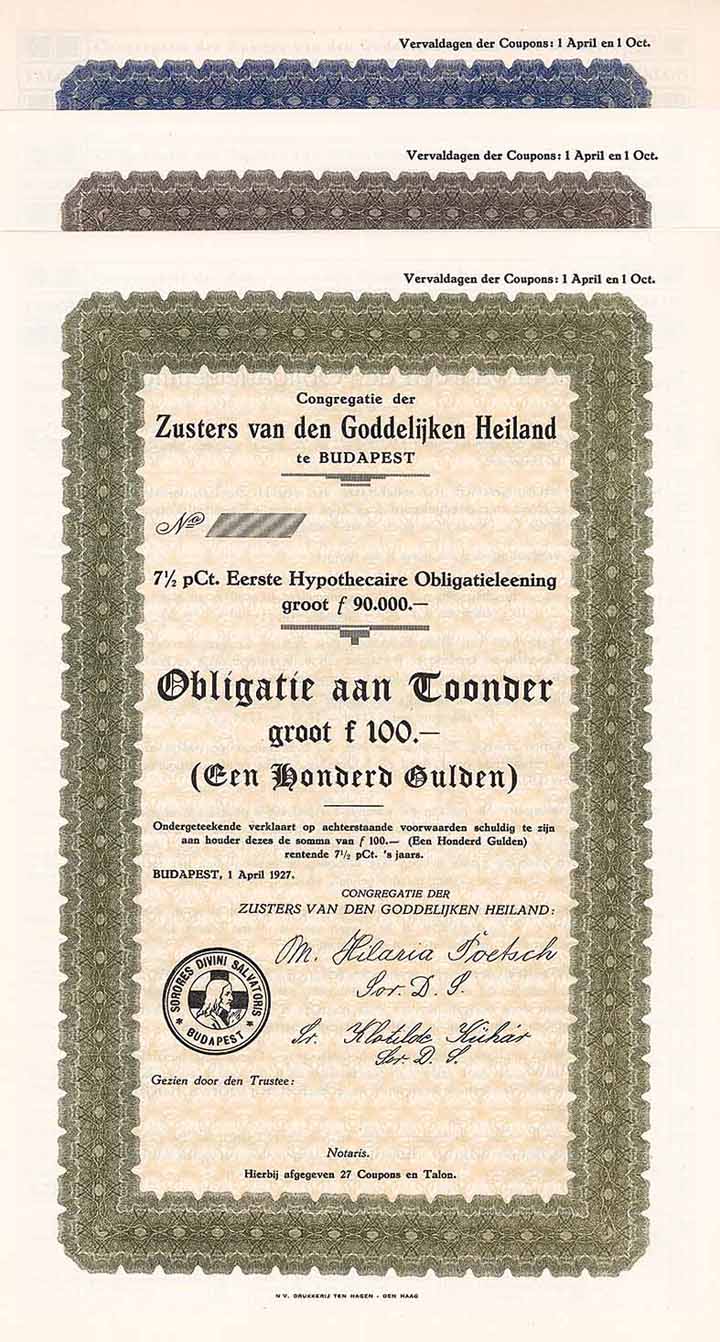 Vervaldagen der Coupons: 1 April en 1 Oct.
Vervaldagen der Coupons: 1 April en 1 Oct.
Vervaldagen der Coupons: 1 April en 1 Oct.
Congregatie der
Zusters van den Goddelijken Heiland
te BUDAPEST
No
7½ pCt. Eerste Hypothecaire Obligatieleening
groot ƒ 90.000.—
Obligatie aan Toonder
groot f 100.—
(Een Honderd Gulden)
Ondergeteekende verklaart op achterstaande voorwaarden schuldig te zijn
aan houder dezes de somma van ƒ 100.— (Een Honderd Gulden)
rentende 7½ pCt. 's jaars.
BUDAPEST, 1 April 1927.
CONGREGATIE DER
ZUSTERS VAN DEN GODDELIJKEN HEILAND:
M. Hilaria Foetsch
Sor. D. S.
SORORES DIVINI SALVATORIS
* BUDAPEST *
Sr. Klotilde Kühár
Sor. D. S.
Gezien door den Trustee:
Notaris.
Hierbij afgegeven 27 Coupons en Talon.
N.V. DRUKKERIJ TEN HAGEN - DEN HAAG